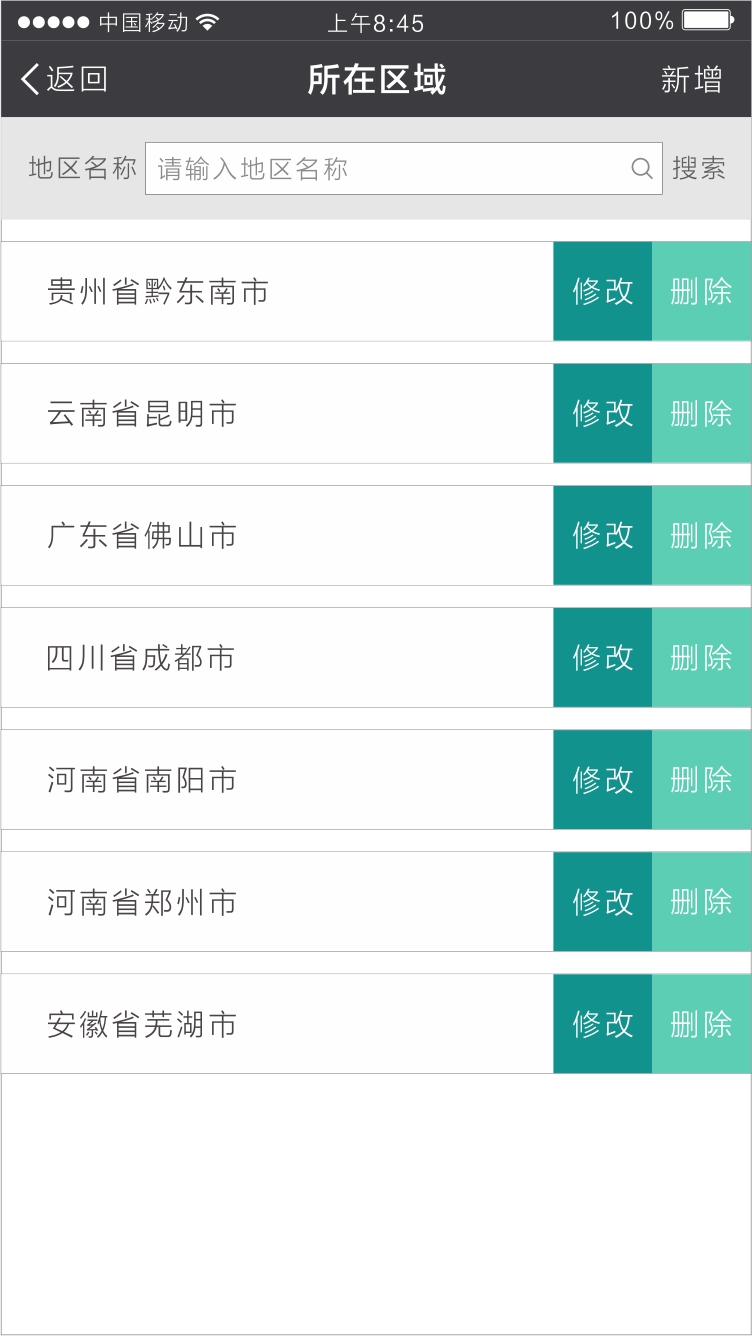 中国移动 上午8:45 100%
返回 所在区域 新增
地区名称 请输入地区名称 搜索
贵州省黔东南市 修改 删除
云南省昆明市 修改 删除
广东省佛山市 修改 删除
四川省成都市 修改 删除
河南省南阳市 修改 删除
河南省郑州市 修改 删除
安徽省芜湖市 修改 删除